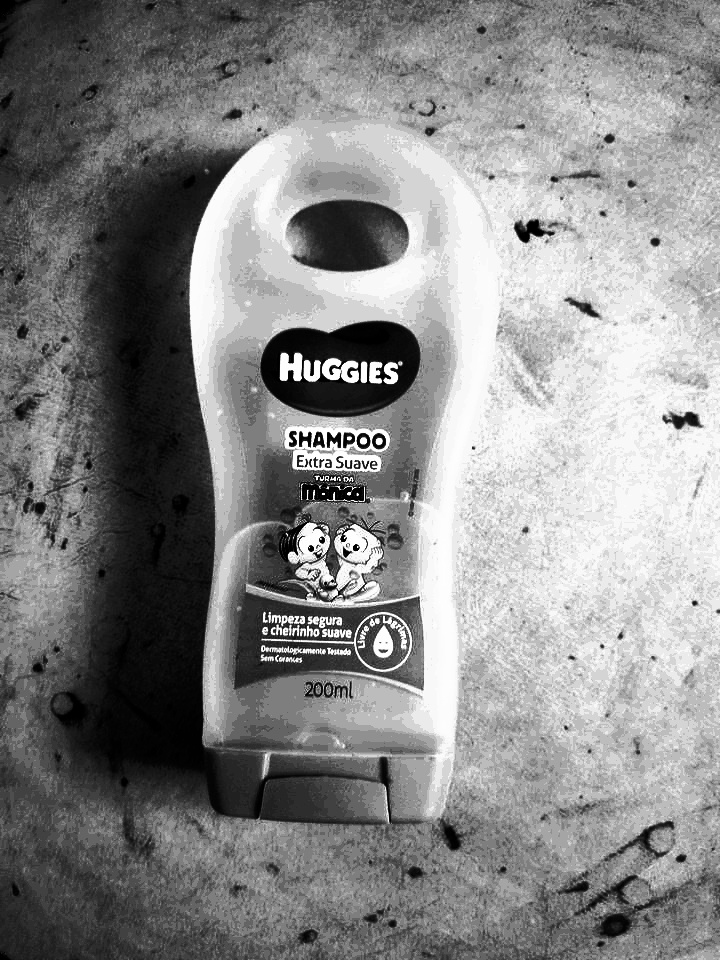 HUGGIES
SHAMPOO
Extra Suave
TURMA DA
mônica
Limpeza segura
e cheirinho suave
Dermatologicamente Testado
Sem Corantes
Livre de Lágrimas
200ml